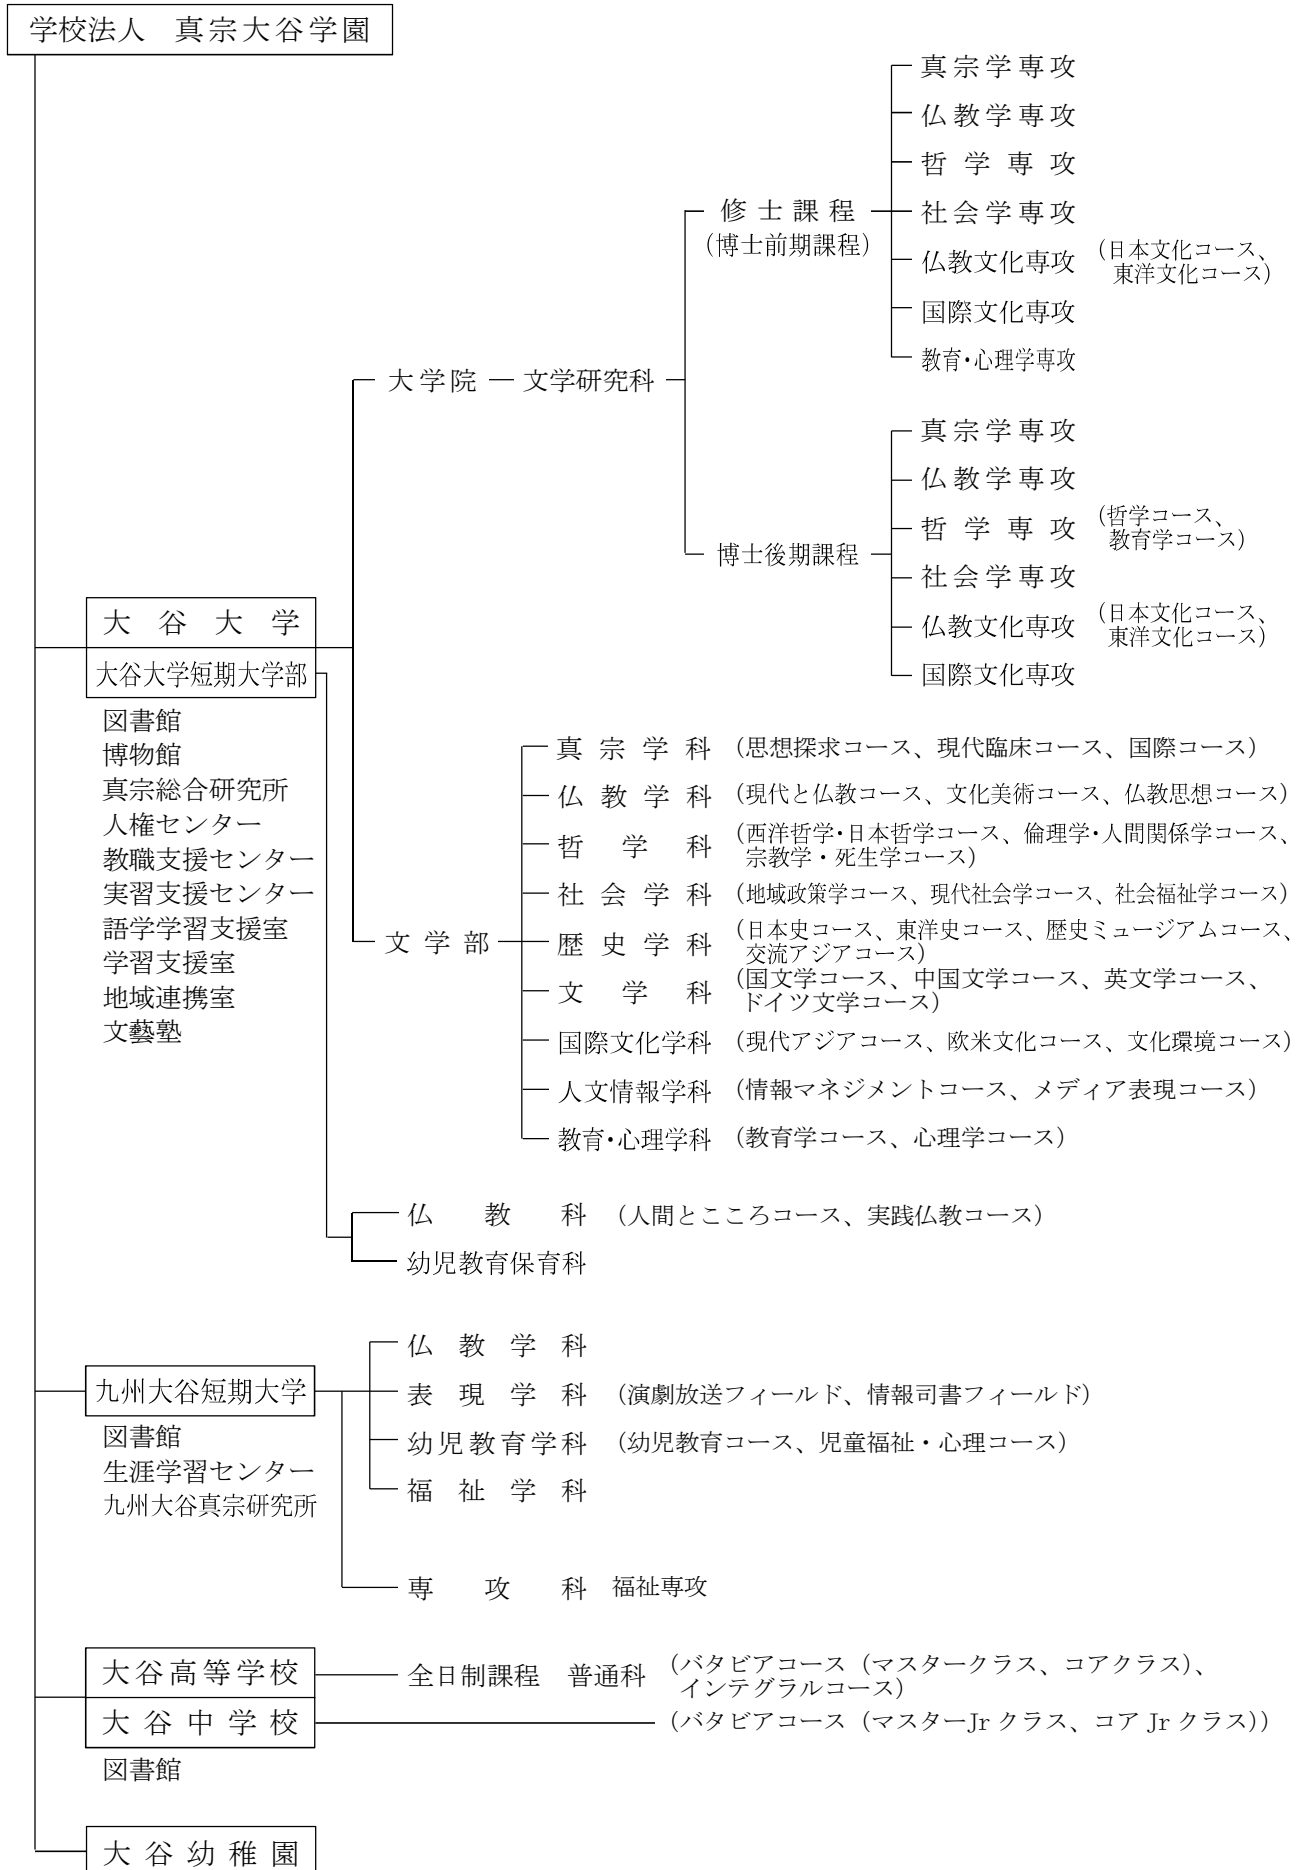 学校法人　真宗大谷学園
真宗学専攻
仏教学専攻
哲学専攻
修士課程
（博士前期課程）
社会学専攻
仏教文化専攻
（日本文化コース、
東洋文化コース）
国際文化専攻
教育・心理学専攻
大学院
文学研究科
真宗学専攻
仏教学専攻
哲学専攻
（哲学コース、
教育学コース）
博士後期課程
社会学専攻
仏教文化専攻
（日本文化コース、
東洋文化コース）
国際文化専攻
大谷大学
大谷大学短期大学部
図書館
博物館
真宗総合研究所
人権センター
教職支援センター
実習支援センター
語学学習支援室
学習支援室
地域連携室
文藝塾
文学部
真宗学科（思想探求コース、現代臨床コース、国際コース）
仏教学科（現代と仏教コース、文化美術コース、仏教思想コース）
哲学科（西洋哲学・日本哲学コース、倫理学・人間関係学コース、
宗教学・死生学コース）
社会学科（地域政策学コース、現代社会学コース、社会福祉学コース）
歴史学科（日本史コース、東洋史コース、歴史ミュージアムコース、
交流アジアコース）
文学科（国文学コース、中国文学コース、英文学コース、
ドイツ文学コース）
国際文化学科（現代アジアコース、欧米文化コース、文化環境コース）
人文情報学科（情報マネジメントコース、メディア表現コース）
教育・心理学科（教育学コース、心理学コース）
仏教科（人間とこころコース、実践仏教コース）
幼児教育保育科
九州大谷短期大学
図書館
生涯学習センター
九州大谷真宗研究所
仏教学科
表現学科（演劇放送フィールド、情報司書フィールド）
幼児教育学科（幼児教育コース、児童福祉・心理コース）
福祉学科
専攻科　福祉専攻
大谷高等学校
全日制課程　普通科（バタビアコース（マスタークラス、コアクラス）、
インテグラルコース）
大谷中学校
（バタビアコース（マスターJrクラス、コアJrクラス））
図書館
大谷幼稚園